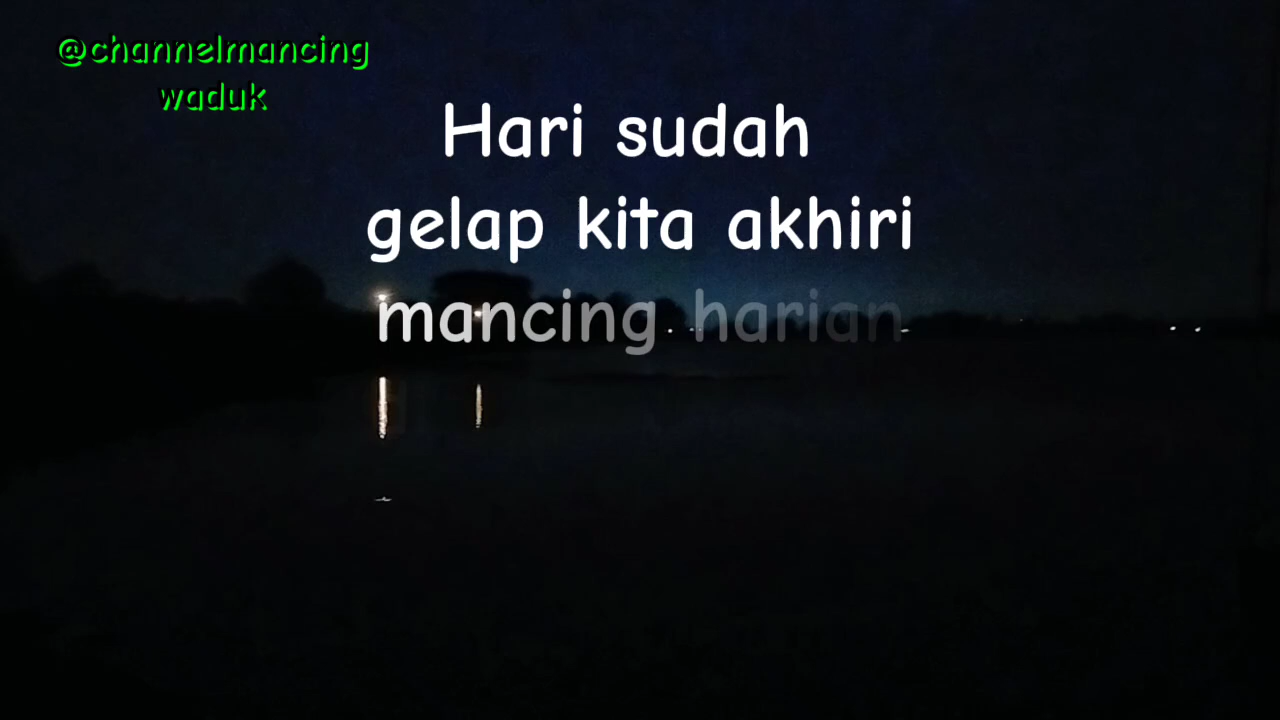 @channelmancing
waduk
Hari sudah
gelap kita akhiri
mancing harian